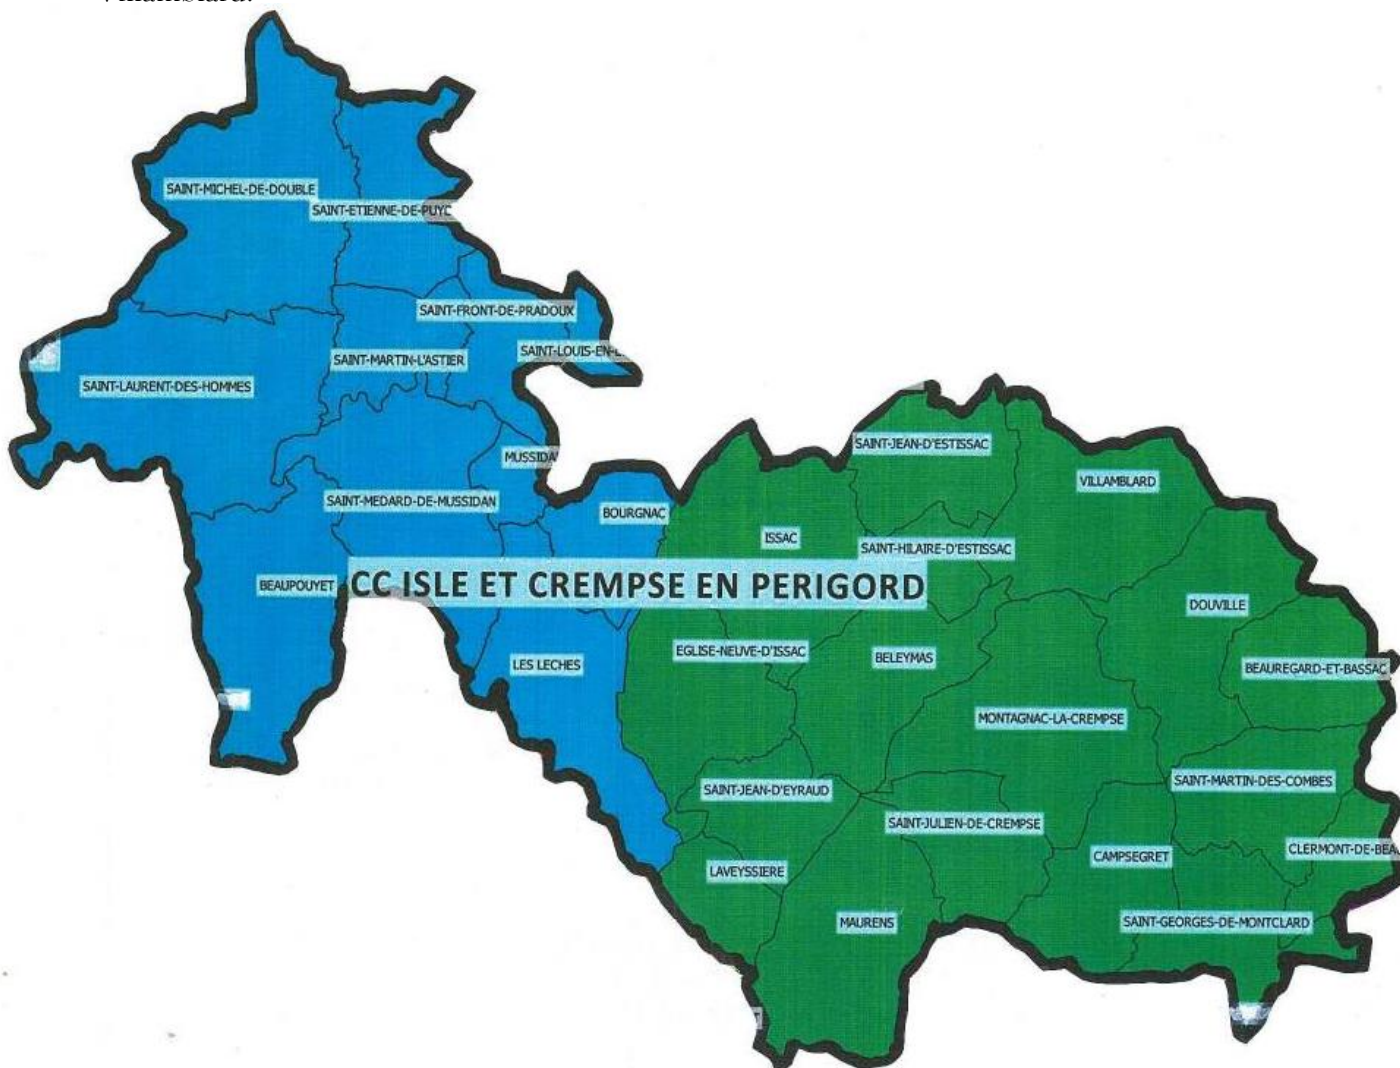 SAINT-MICHEL-DE-DOUBLE
SAINT-ETIENNE-DE-PUYC
SAINT-FRONT-DE-PRADOUX
SAINT-LOUIS-EN-L
SAINT-MARTIN-L'ASTIER
SAINT-LAURENT-DES-HOMMES
MUSSIDA
SAINT-MEDARD-DE-MUSSIDAN
BOURGNAC
SAINT-JEAN-D'ESTISSAC
VILLAMBLARD
ISSAC
SAINT-HILAIRE-D'ESTISSAC
BEAUPOUYET
CC ISLE ET CREMPSE EN PERIGORD
DOUVILLE
EGLISE-NEUVE-D'ISSAC
BELEYMAS
LES LECHES
BEAUREGARD-ET-BASSAC
MONTAGNAC-LA-CREMPSE
SAINT-MARTIN-DES-COMBES
SAINT-JEAN-D'EYRAUD
SAINT-JULIEN-DE-CREMPSE
CAMPSEGRET
CLERMONT-DE-BEAU
LAVEYSSIERE
MAURENS
SAINT-GEORGES-DE-MONTCLARD